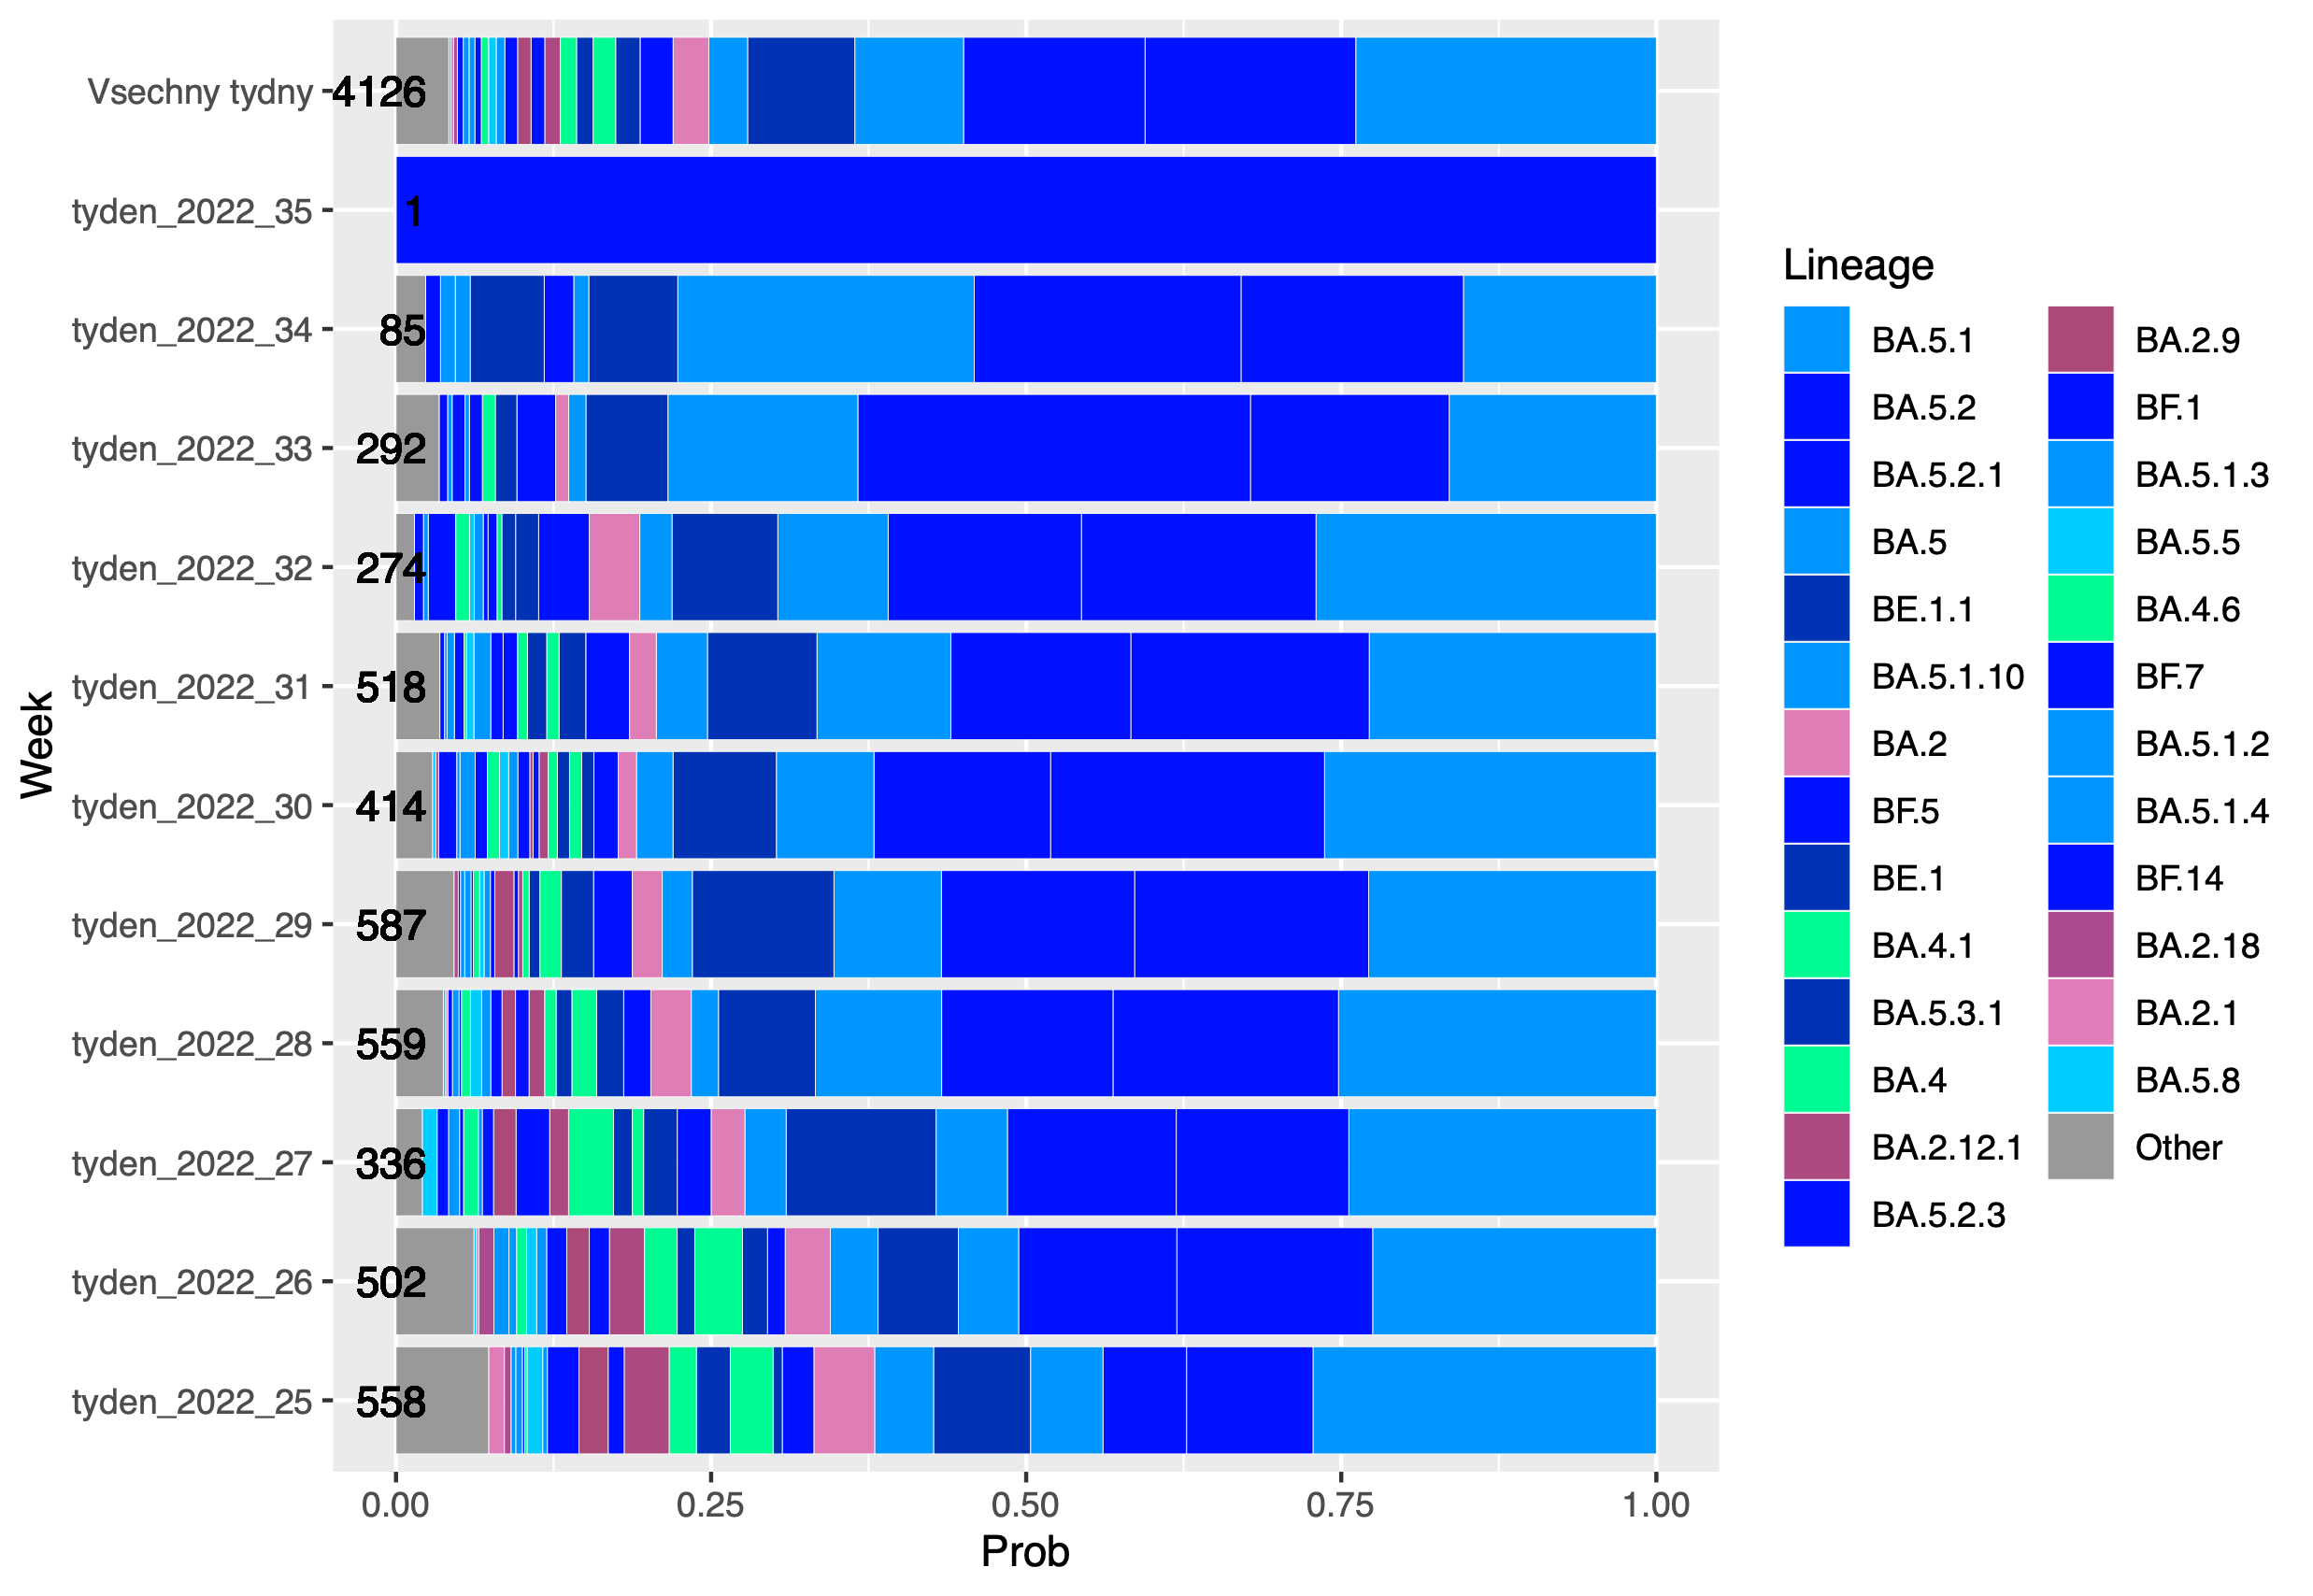 Week
Vsechny tydny
4126
tyden_2022_35
1
tyden_2022_34
85
tyden_2022_33
292
tyden_2022_32
274
tyden_2022_31
518
tyden_2022_30
414
tyden_2022_29
587
tyden_2022_28
559
tyden_2022_27
336
tyden_2022_26
502
tyden_2022_25
558
0.00
0.25
0.50
0.75
1.00
Prob
Lineage
BA.5.1
BA.5.2
BA.5.2.1
BA.5
BE.1.1
BA.5.1.10
BA.2
BF.5
BE.1
BA.4.1
BA.5.3.1
BA.4
BA.2.12.1
BA.5.2.3
BA.2.9
BF.1
BA.5.1.3
BA.5.5
BA.4.6
BF.7
BA.5.1.2
BA.5.1.4
BF.14
BA.2.18
BA.2.1
BA.5.8
Other